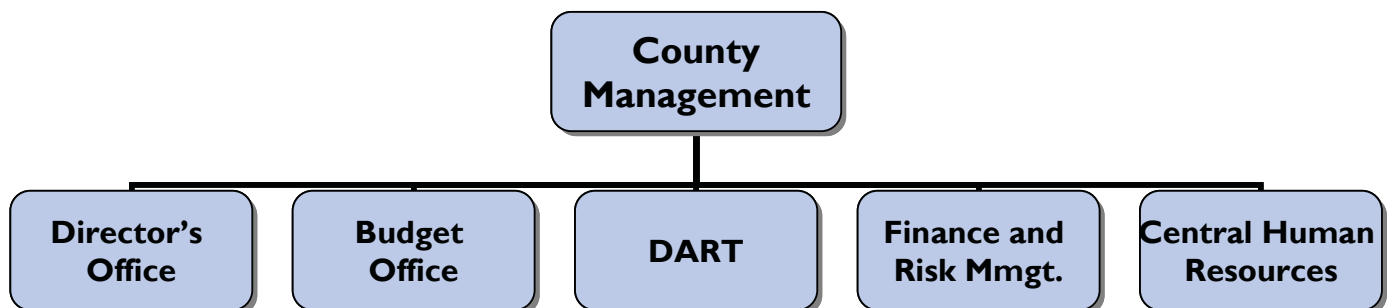 County
Management
Director's
Office
Budget
Office
DART
Finance and
Risk Mmgt.
Central Human
Resources